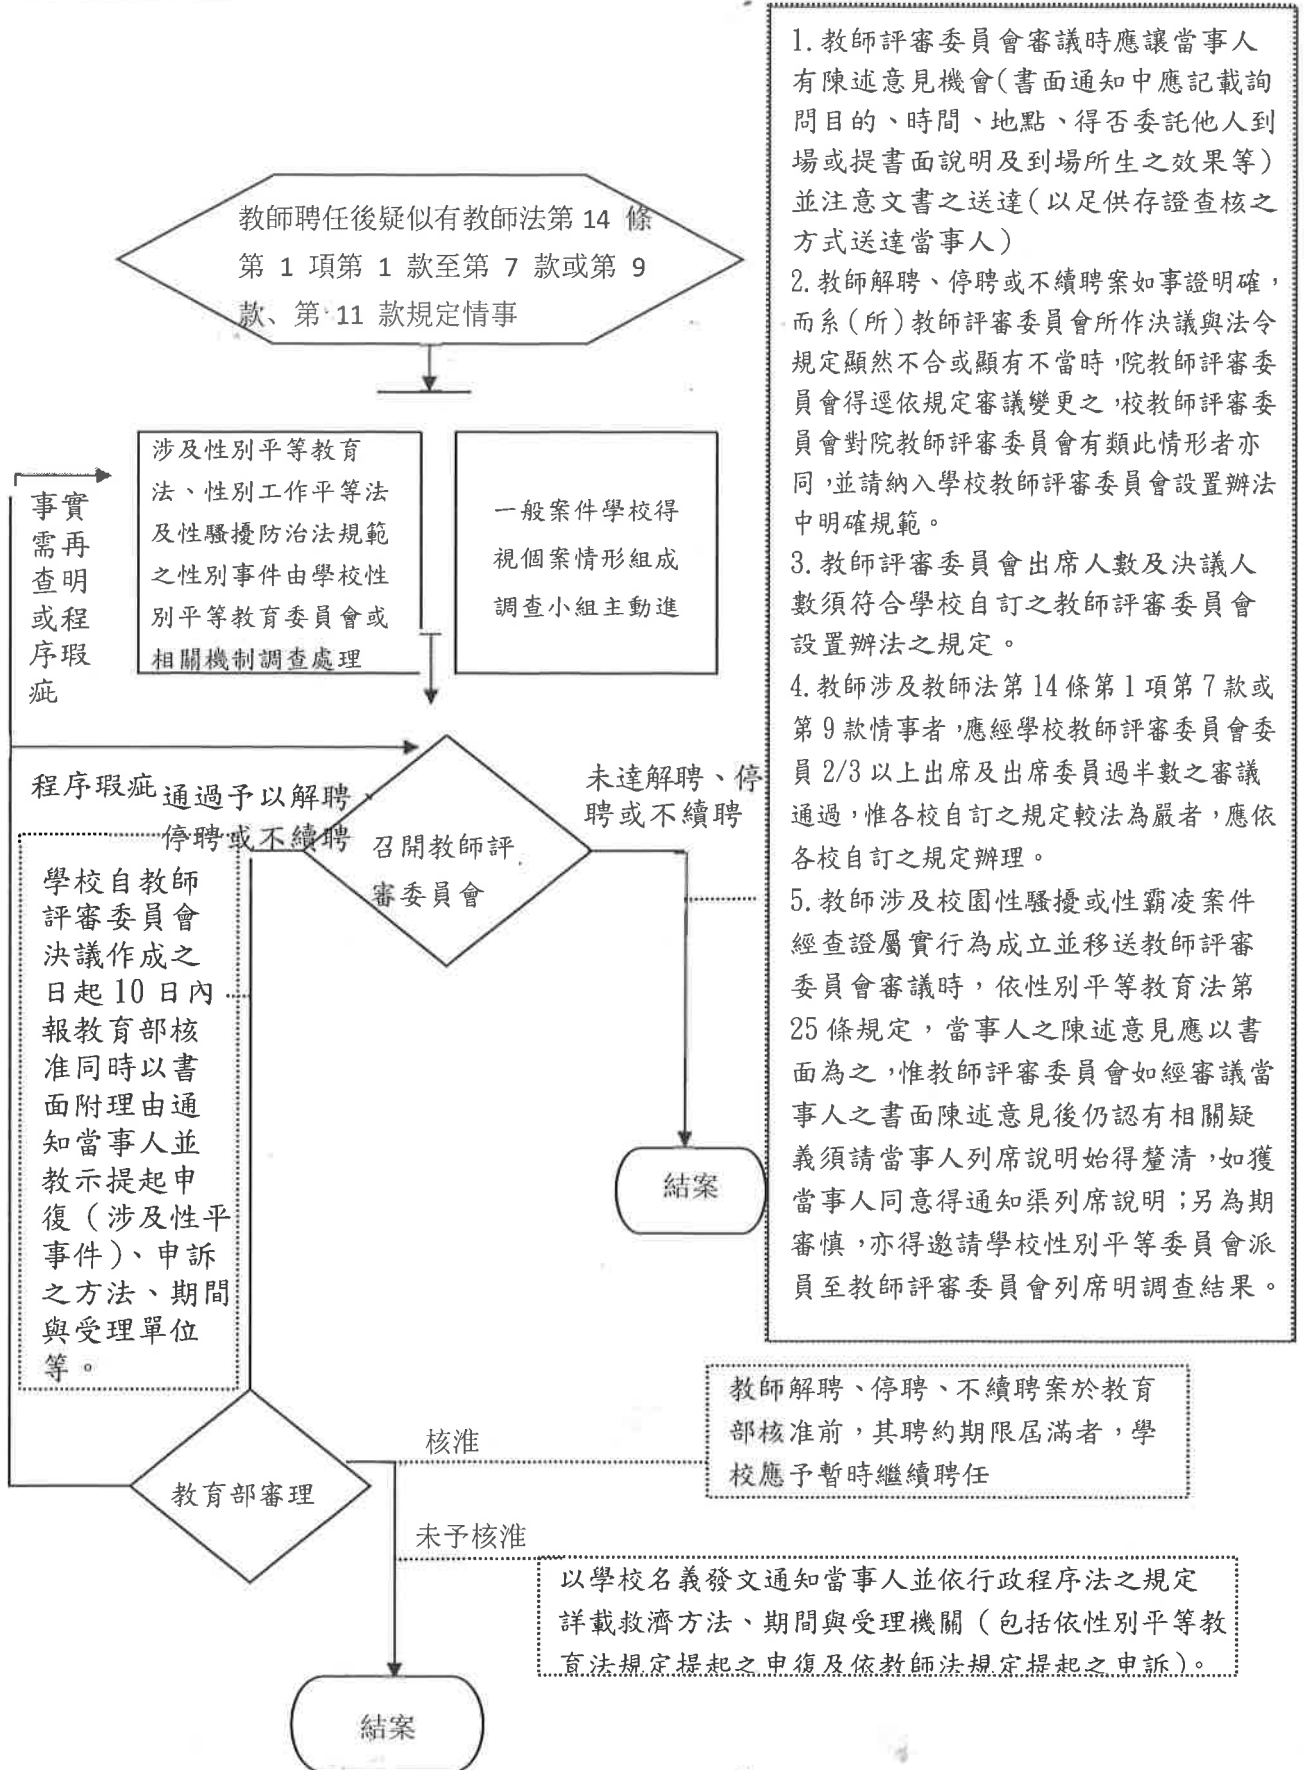 教師聘任後疑似有教師法第 14 條
第 1 項第 1 款至第 7 款或第 9
款、第 11 款規定情事
涉及性別平等教育
法、性別工作平等法
及性騷擾防治法規範
之性別事件由學校性
別平等教育委員會或
相關機制調查處理
一般案件學校得
視個案情形組成
調查小組主動進
事實
需再
查明
或程
序瑕
疵
程序瑕疵
通過予以解聘、
停聘或不續聘
召開教師評
審委員會
未達解聘、停
聘或不續聘
結案
學校自教師
評審委員會
決議作成之
日起 10 日內
報教育部核
准同時以書
面附理由通
知當事人並
教示提起申
復（涉及性平
事件）、申訴
之方法、期間
與受理單位
等。
教育部審理
核准
未予核准
教師解聘、停聘、不續聘案於教育
部核准前，其聘約期限屆滿者，學
校應予暫時繼續聘任
以學校名義發文通知當事人並依行政程序法之規定
詳載救濟方法、期間與受理機關（包括依性別平等教
育法規定提起之申復及依教師法規定提起之申訴）。
結案
1.教師評審委員會審議時應讓當事人
有陳述意見機會(書面通知中應記載詢
問目的、時間、地點、得否委託他人到
場或提書面說明及到場所生之效果等)
並注意文書之送達(以足供存證查核之
方式送達當事人)
2.教師解聘、停聘或不續聘案如事證明確，
而系(所)教師評審委員會所作決議與法令
規定顯然不合或顯有不當時，院教師評審委
員會得逕依規定審議變更之，校教師評審委
員會對院教師評審委員會有類此情形者亦
同，並請納入學校教師評審委員會設置辦法
中明確規範。
3.教師評審委員會出席人數及決議人
數須符合學校自訂之教師評審委員會
設置辦法之規定。
4.教師涉及教師法第 14 條第 1 項第 7 款或
第 9 款情事者，應經學校教師評審委員會委
員 2/3 以上出席及出席委員過半數之審議
通過，惟各校自訂之規定較法為嚴者，應依
各校自訂之規定辦理。
5.教師涉及校園性騷擾或性霸凌案件
經查證屬實行為成立並移送教師評審
委員會審議時，依性別平等教育法第
25 條規定，當事人之陳述意見應以書
面為之，惟教師評審委員會如經審議當
事人之書面陳述意見後仍認有相關疑
義須請當事人列席說明始得釐清，如獲
當事人同意得通知渠列席說明；另為期
審慎，亦得邀請學校性別平等委員會派
員至教師評審委員會列席明調查結果。